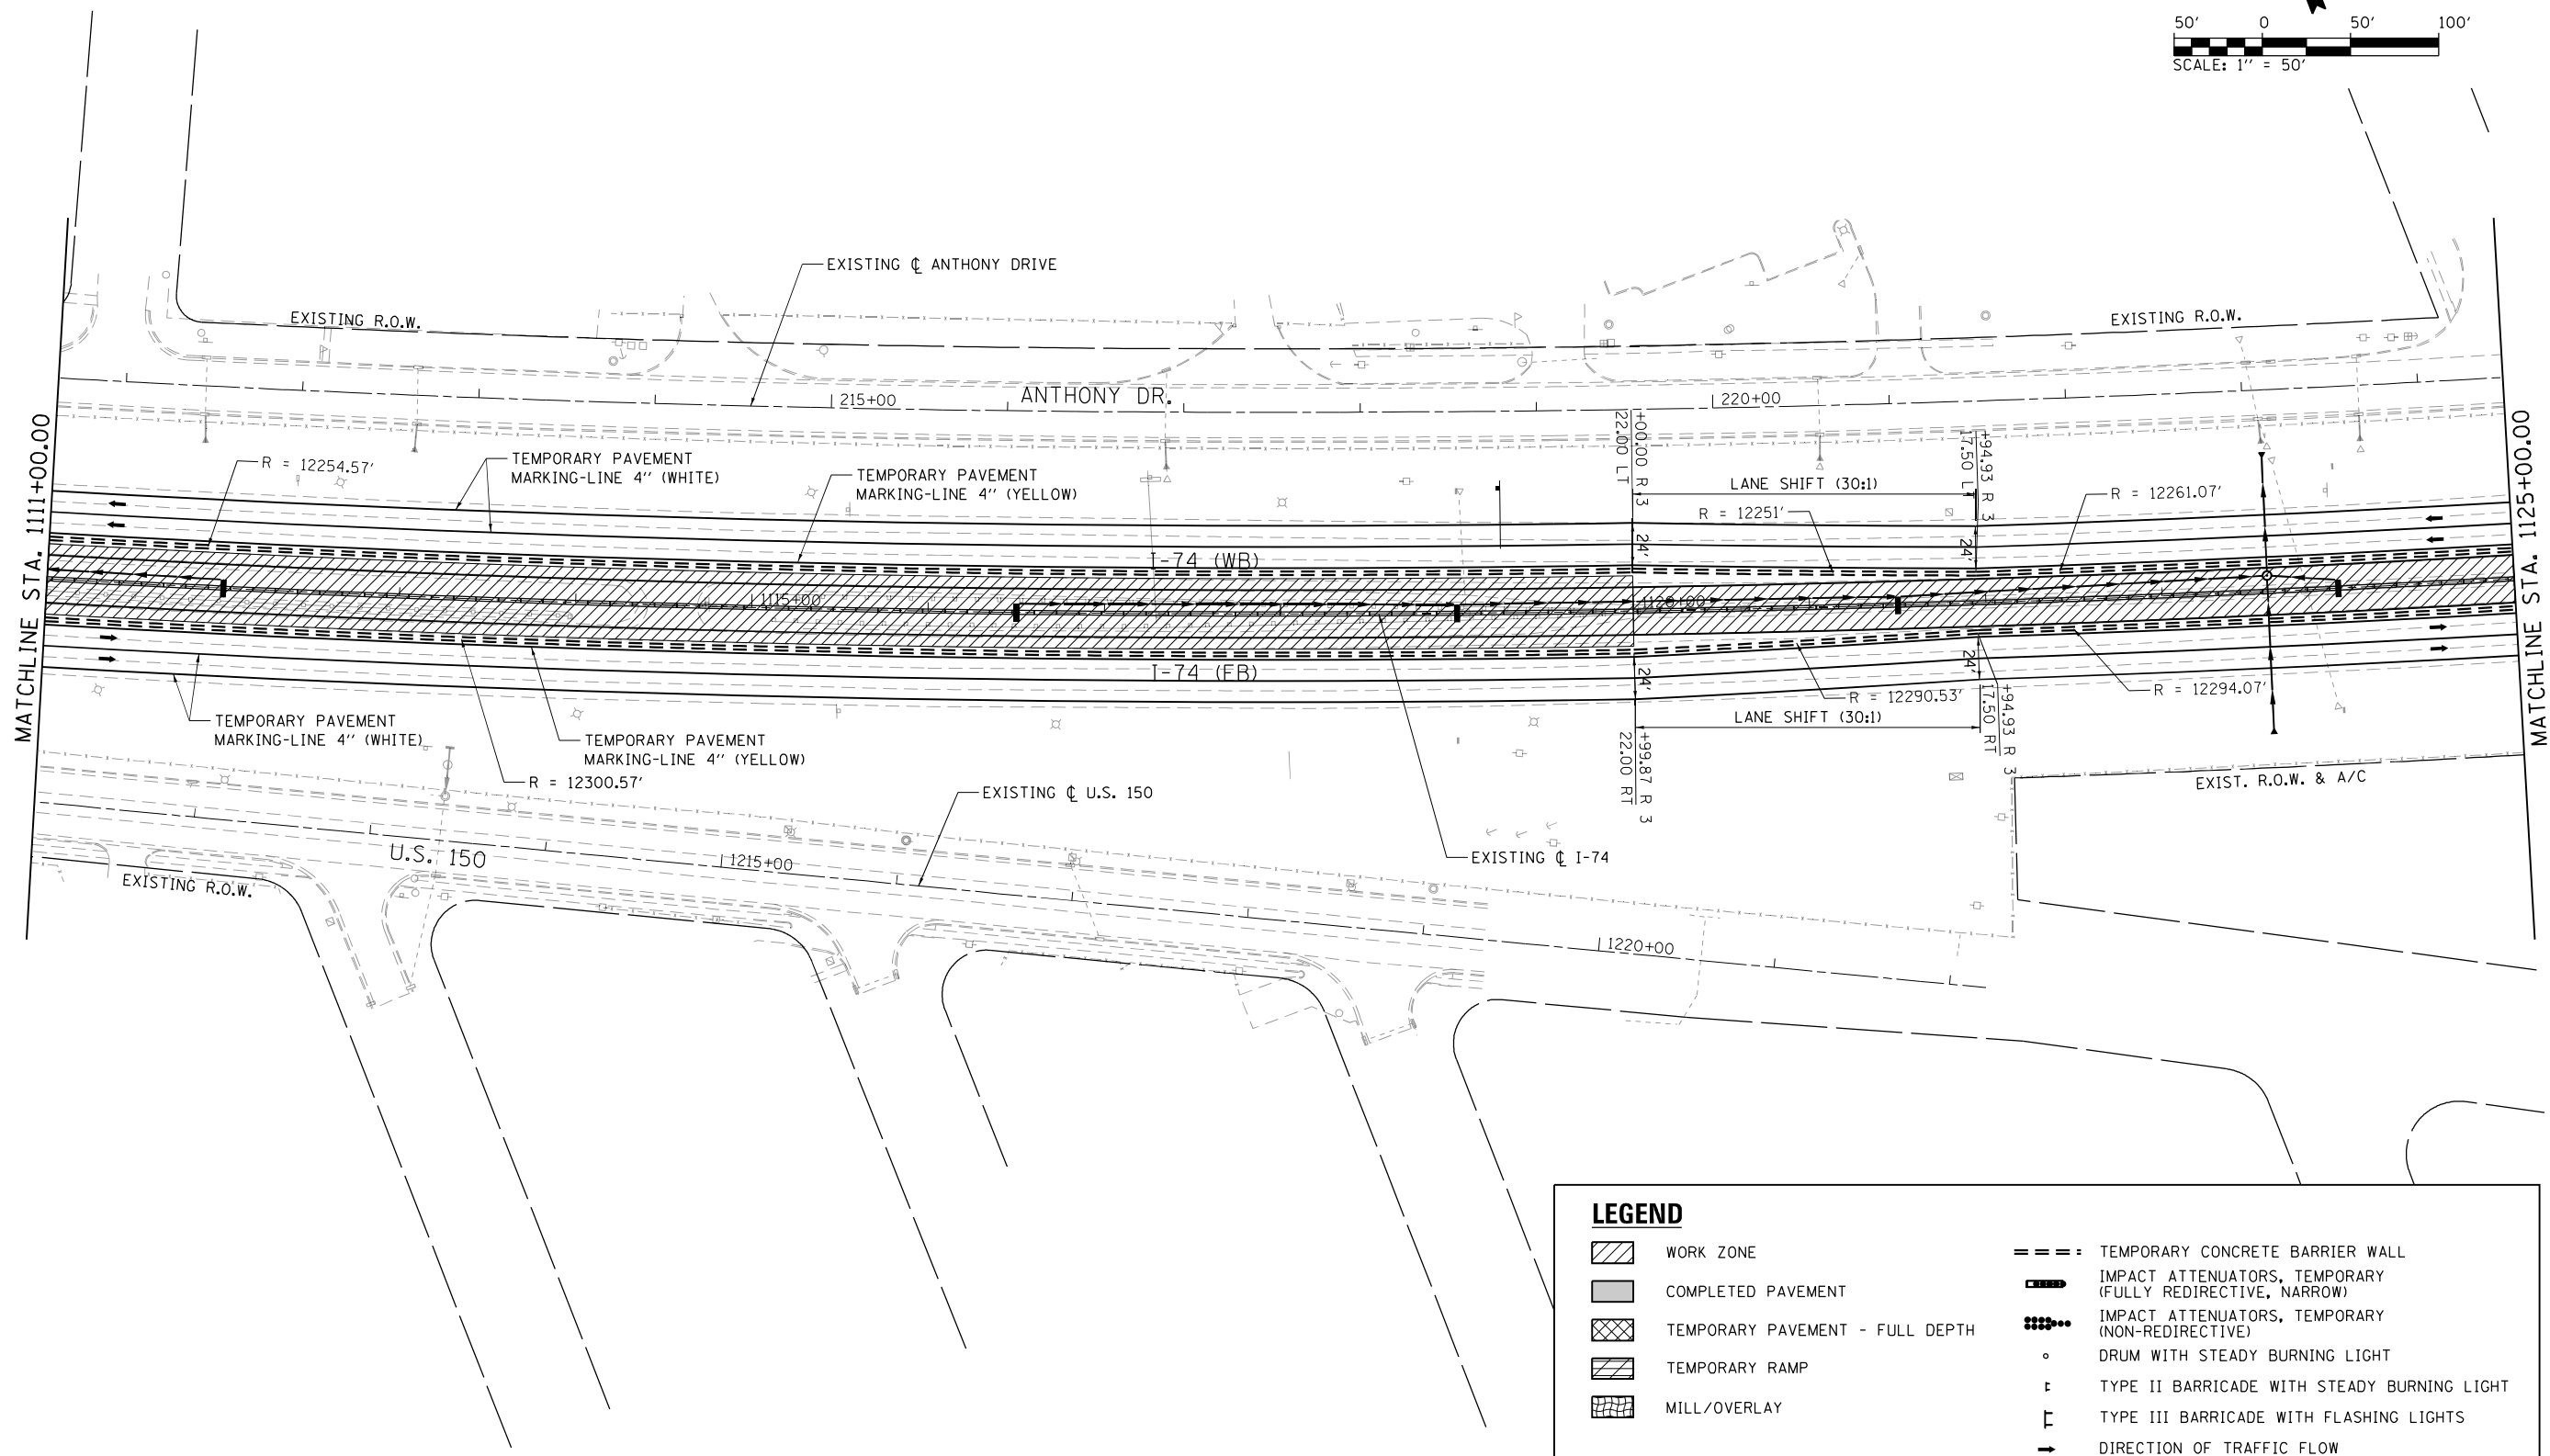 50' 0 50' 100'
SCALE: 1" = 50'
EXISTING ℄ ANTHONY DRIVE
EXISTING R.O.W.
EXISTING R.O.W.
215+00
ANTHONY DR.
220+00
MATCHLINE STA. 1111+00.00
MATCHLINE STA. 1125+00.00
R = 12254.57'
TEMPORARY PAVEMENT
MARKING-LINE 4" (WHITE)
TEMPORARY PAVEMENT
MARKING-LINE 4" (YELLOW)
+00.00 R 3
22.00 LT
LANE SHIFT (30:1)
+94.93 R 3
17.50 LT
R = 12251'
R = 12261.07'
24'
24'
I-74 (WB)
1115+00
1120+00
I-74 (EB)
24'
24'
R = 12290.53'
R = 12294.07'
LANE SHIFT (30:1)
+99.87 R 3
22.00 RT
+94.93 R 3
17.50 RT
TEMPORARY PAVEMENT
MARKING-LINE 4" (WHITE)
TEMPORARY PAVEMENT
MARKING-LINE 4" (YELLOW)
R = 12300.57'
EXISTING ℄ U.S. 150
EXIST. R.O.W. & A/C
EXISTING ℄ I-74
U.S. 150
1215+00
EXISTING R.O.W.
1220+00
LEGEND
WORK ZONE
COMPLETED PAVEMENT
TEMPORARY PAVEMENT - FULL DEPTH
TEMPORARY RAMP
MILL/OVERLAY
TEMPORARY CONCRETE BARRIER WALL
IMPACT ATTENUATORS, TEMPORARY
(FULLY REDIRECTIVE, NARROW)
IMPACT ATTENUATORS, TEMPORARY
(NON-REDIRECTIVE)
DRUM WITH STEADY BURNING LIGHT
TYPE II BARRICADE WITH STEADY BURNING LIGHT
TYPE III BARRICADE WITH FLASHING LIGHTS
DIRECTION OF TRAFFIC FLOW